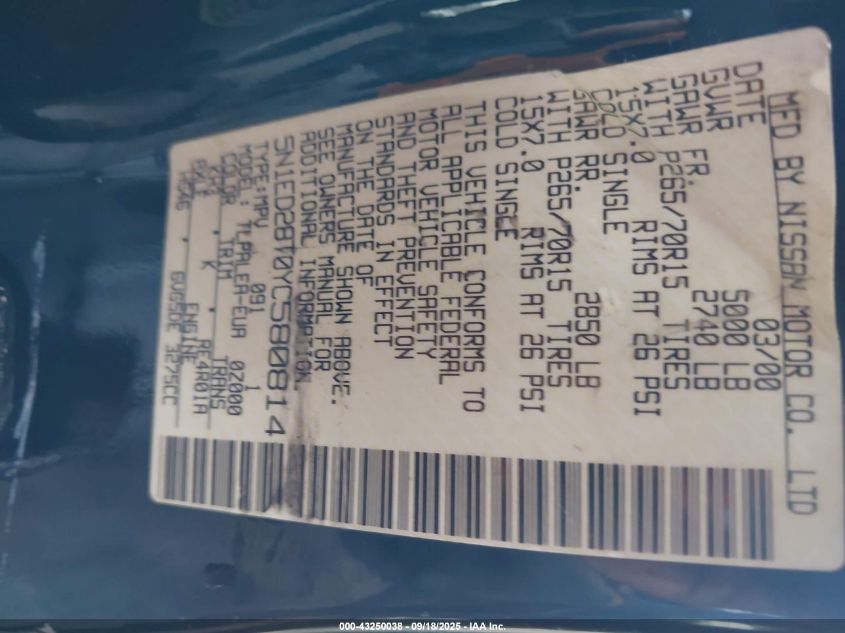 MFD BY NISSAN MOTOR CO. LTD
DATE 03/00
GVWR 5000 LB
GAWR FR. 2740 LB
WITH P265/70R15 TIRES
15X7.0 RIMS AT 26 PSI
COLD SINGLE
GAWR RR. 2850 LB
WITH P265/70R15 TIRES
15X7.0 RIMS AT 26 PSI
COLD SINGLE
THIS VEHICLE CONFORMS TO
ALL APPLICABLE FEDERAL
MOTOR VEHICLE SAFETY
AND THEFT PREVENTION
STANDARDS IN EFFECT
ON THE DATE OF
MANUFACTURE SHOWN ABOVE.
SEE OWNERS MANUAL FOR
ADDITIONAL INFORMATION
5N1ED28T0YC580814
TYPE:MPV 1
MODEL: TLPALEA-EUA 091 02000
COLOR TRIM TRANS
K RE4R01A
ENGINE
3275CC
000-43250038 - 09/18/2025 - IAA Inc.